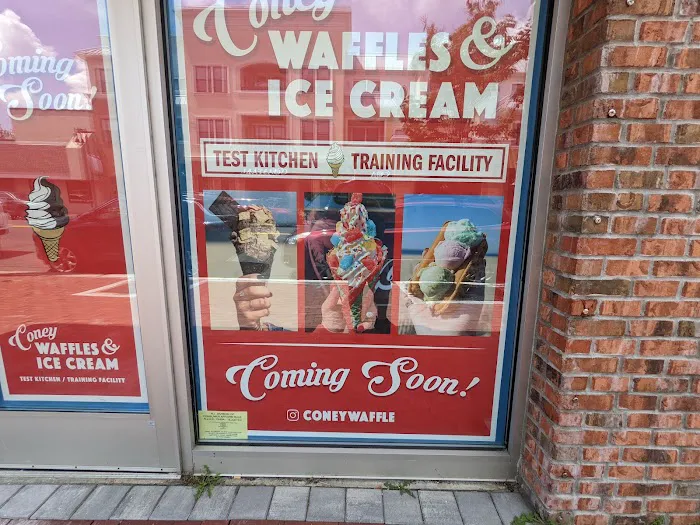 oming
Soon!
Coney
WAFFLES &
ICE CREAM
TEST KITCHEN / TRAINING FACILITY
Coney
WAFFLES &
ICE CREAM
TEST KITCHEN TRAINING FACILITY
Coming Soon!
CONEYWAFFLE